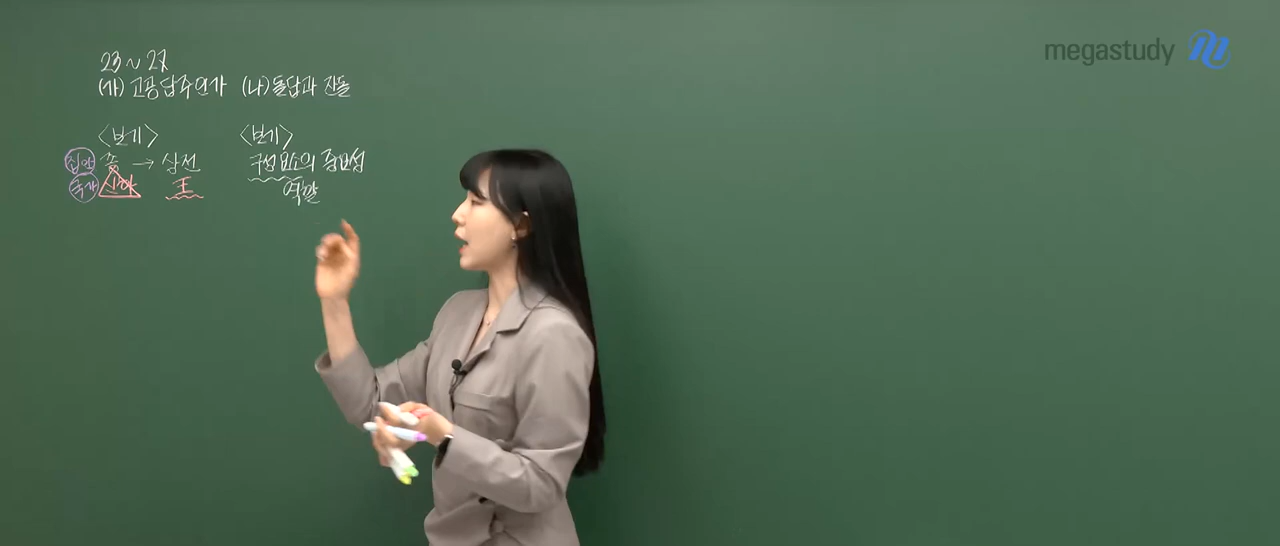 megastudy
23 ~ 27
(가) 고공답주인가 (나) 돌담과 잔돌
<보기> <보기>
집안 종 → 상전 구성 요소의 중요성
국가 신하 王 역할